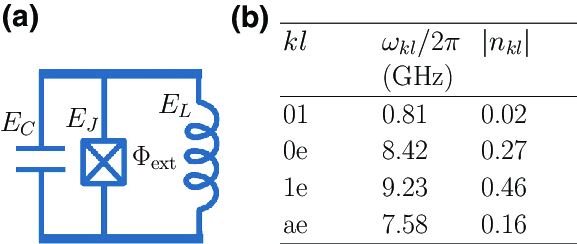 (a)
E_C
E_J
Φ_ext
E_L
(b)
kl ω_kl/2π |n_kl|
(GHz)
01 0.81 0.02
0e 8.42 0.27
1e 9.23 0.46
ae 7.58 0.16